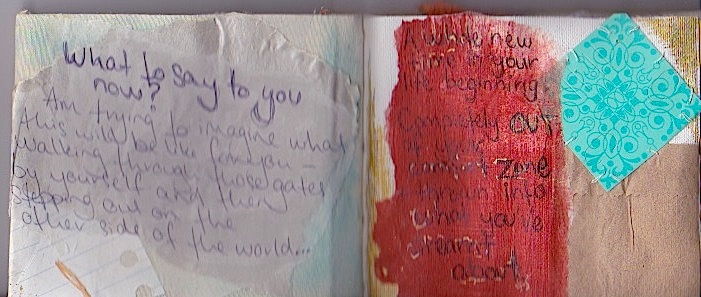 What to say to you
now?
Am trying to imagine what
this will be like for you –
Walking through those gates
by yourself and then
stepping out on the
other side of the world...
A whole new
time in your
life beginning.
Completely OUT
of your
comfort zone
into
what you've
dreamt
about.